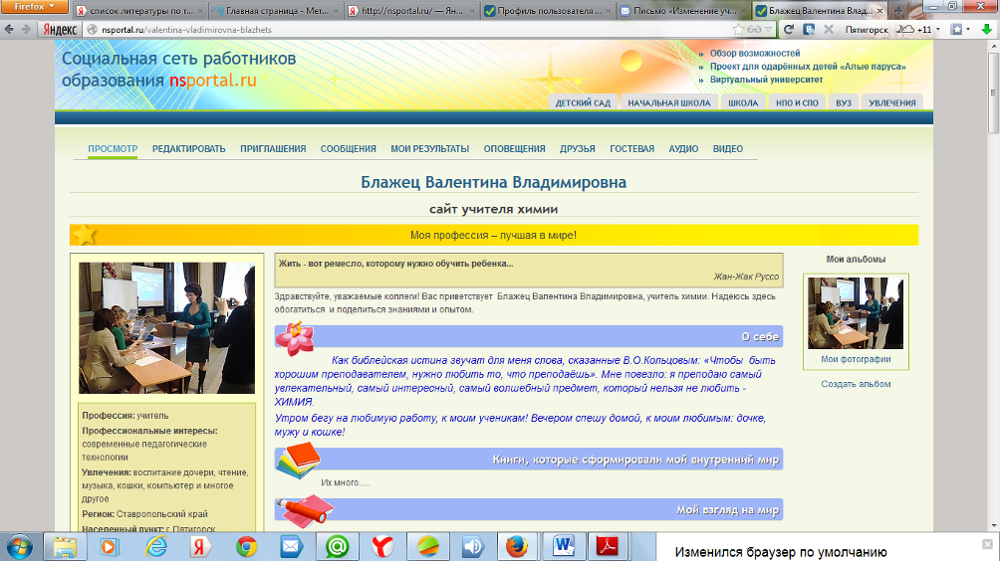 Firefox
список литературы по т...
Главная страница - Мет...
http://nsportal.ru/ — Ян...
Профиль пользователя ...
Письмо «Изменение уч...
Блажец Валентина Влад...
Яндекс
nsportal.ru/valentina-vladimirovna-blazhets
Пятигорск
+11
Социальная сеть работников
образования nsportal.ru
» Обзор возможностей
» Проект для одарённых детей «Алые паруса»
» Виртуальный университет
ДЕТСКИЙ САД НАЧАЛЬНАЯ ШКОЛА ШКОЛА НПО И СПО ВУЗ УВЛЕЧЕНИЯ
ПРОСМОТР РЕДАКТИРОВАТЬ ПРИГЛАШЕНИЯ СООБЩЕНИЯ МОИ РЕЗУЛЬТАТЫ ОПОВЕЩЕНИЯ ДРУЗЬЯ ГОСТЕВАЯ АУДИО ВИДЕО
Блажец Валентина Владимировна
сайт учителя химии
Моя профессия – лучшая в мире!
Профессия: учитель
Профессиональные интересы:
современные педагогические
технологии
Увлечения: воспитание дочери, чтение,
музыка, кошки, компьютер и многое
другое
Регион: Ставропольский край
Населенный пункт: г. Пятигорск
Жить - вот ремесло, которому нужно обучить ребенка...
Жан-Жак Руссо
Здравствуйте, уважаемые коллеги! Вас приветствует Блажец Валентина Владимировна, учитель химии. Надеюсь здесь
обогатиться и поделиться знаниями и опытом.
О себе
Как библейская истина звучат для меня слова, сказанные В.О.Кольцовым: «Чтобы быть
хорошим преподавателем, нужно любить то, что преподаёшь». Мне повезло: я преподаю самый
увлекательный, самый интересный, самый волшебный предмет, который нельзя не любить -
ХИМИЯ.
Утром бегу на любимую работу, к моим ученикам! Вечером спешу домой, к моим любимым: дочке,
мужу и кошке!
Книги, которые сформировали мой внутренний мир
Их много.....
Мой взгляд на мир
Мои альбомы
Мои фотографии
Создать альбом
Изменился браузер по умолчанию